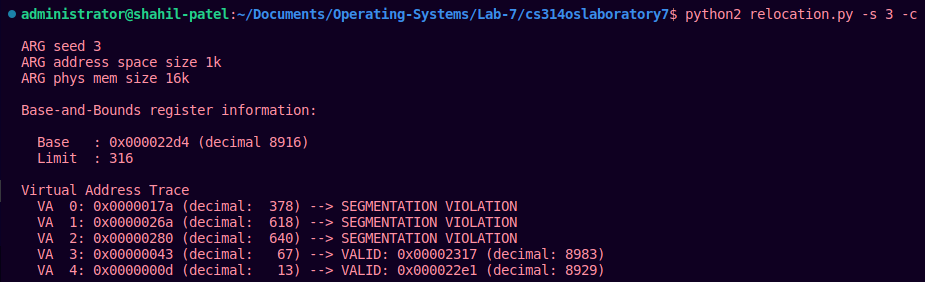 administrator@shahil-patel:~/Documents/Operating-Systems/Lab-7/cs314oslaboratory7$ python2 relocation.py -s 3 -c
ARG seed 3
ARG address space size 1k
ARG phys mem size 16k
Base-and-Bounds register information:
Base   : 0x000022d4 (decimal 8916)
Limit  : 316
Virtual Address Trace
VA  0: 0x0000017a (decimal:  378) --> SEGMENTATION VIOLATION
VA  1: 0x0000026a (decimal:  618) --> SEGMENTATION VIOLATION
VA  2: 0x00000280 (decimal:  640) --> SEGMENTATION VIOLATION
VA  3: 0x00000043 (decimal:   67) --> VALID: 0x00002317 (decimal: 8983)
VA  4: 0x0000000d (decimal:   13) --> VALID: 0x000022e1 (decimal: 8929)